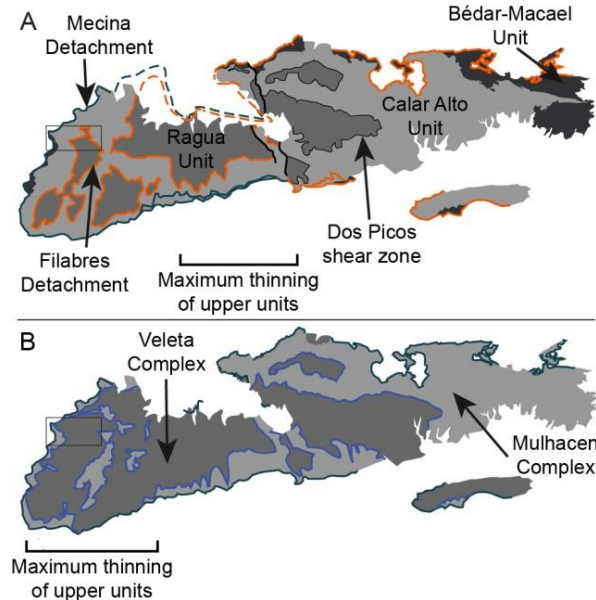 A
Mecina
Detachment
Bédar-Macael
Unit
Ragua
Unit
Calar Alto
Unit
Filabres
Detachment
Dos Picos
shear zone
Maximum thinning
of upper units
B
Veleta
Complex
Mulhacen
Complex
Maximum thinning
of upper units